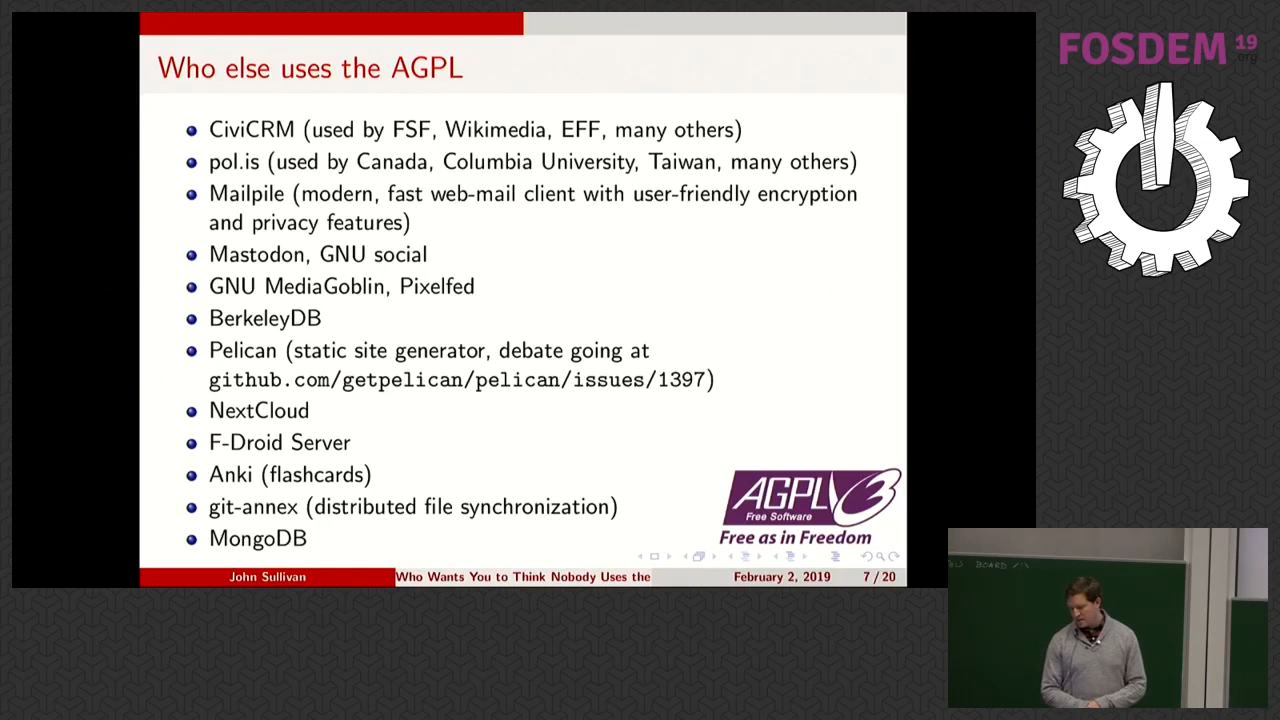 FOSDEM 19
.org
Who else uses the AGPL
CiviCRM (used by FSF, Wikimedia, EFF, many others)
pol.is (used by Canada, Columbia University, Taiwan, many others)
Mailpile (modern, fast web-mail client with user-friendly encryption
and privacy features)
Mastodon, GNU social
GNU MediaGoblin, Pixelfed
BerkeleyDB
Pelican (static site generator, debate going at
github.com/getpelican/pelican/issues/1397)
NextCloud
F-Droid Server
Anki (flashcards)
git-annex (distributed file synchronization)
MongoDB
AGPLV3
Free Software
Free as in Freedom
John Sullivan
Who Wants You to Think Nobody Uses the
February 2, 2019
7 / 20
BOARD